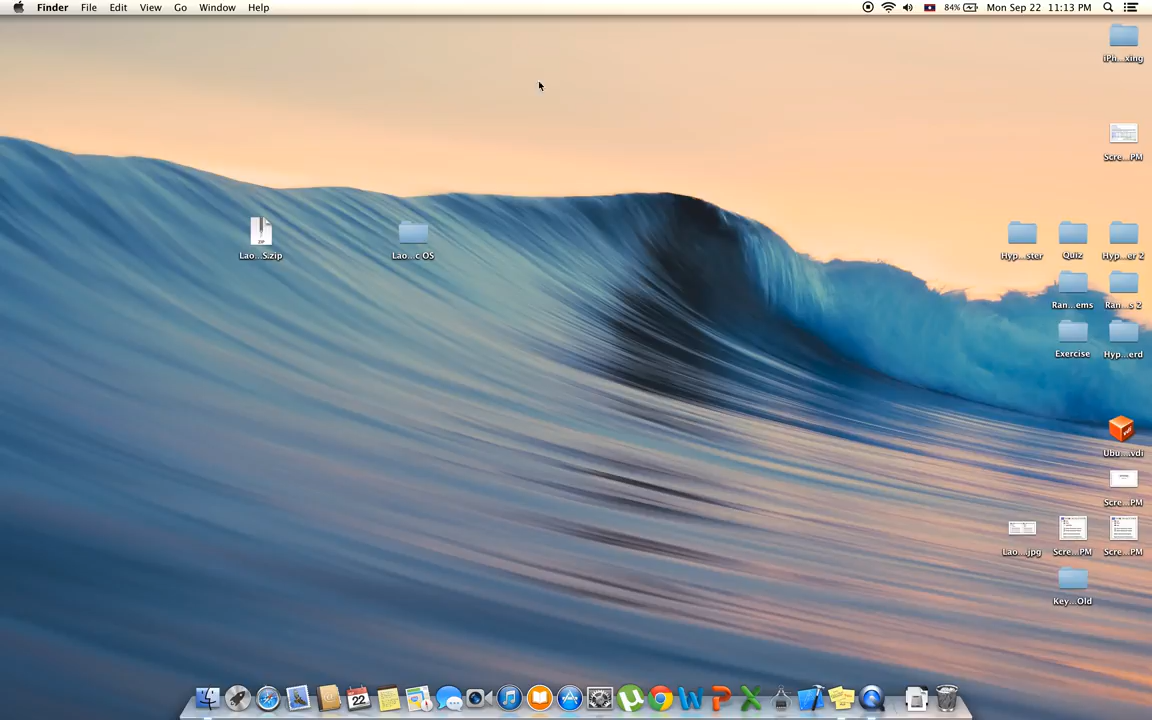 Finder File Edit View Go Window Help 84% Mon Sep 22 11:13 PM
iPh...xing
Scre...PM
Lao...S.zip Lao...c OS Hyp...ster Quiz Hyp...er 2
Ran...ems Ran...s 2
Exercise Hyp...erd
Ubu....vdi
Scre...PM
Lao....jpg Scre...PM Scre...PM
Key...Old
22